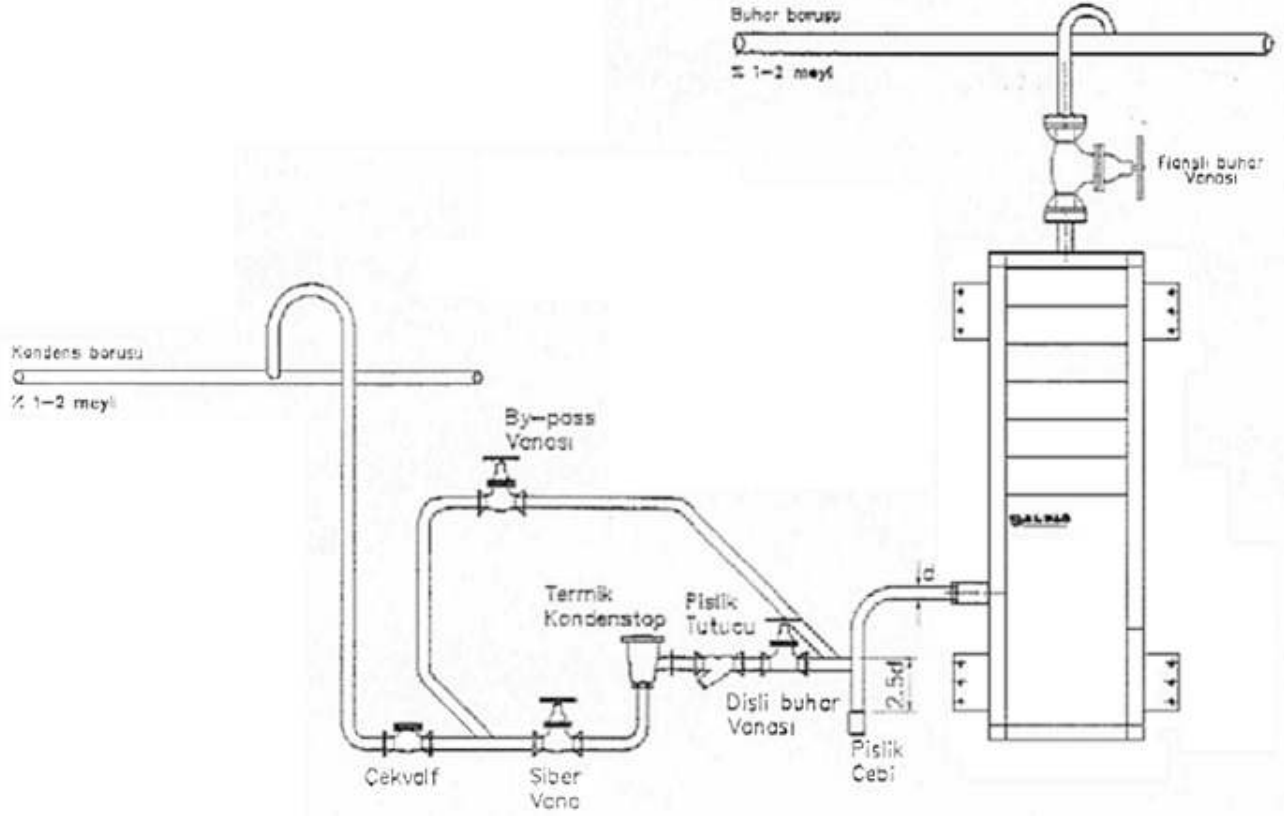 Buhar borusu
% 1-2 meyil
Flanşlı buhar
Vanası
Kondens borusu
% 1-2 meyil
By-pass
Vanası
Termik
Kondenstop
Pislik
Tutucu
d
2.5d
Dişli buhar
Vanası
Pislik
Cebi
Çekvalf
Şiber
Vana